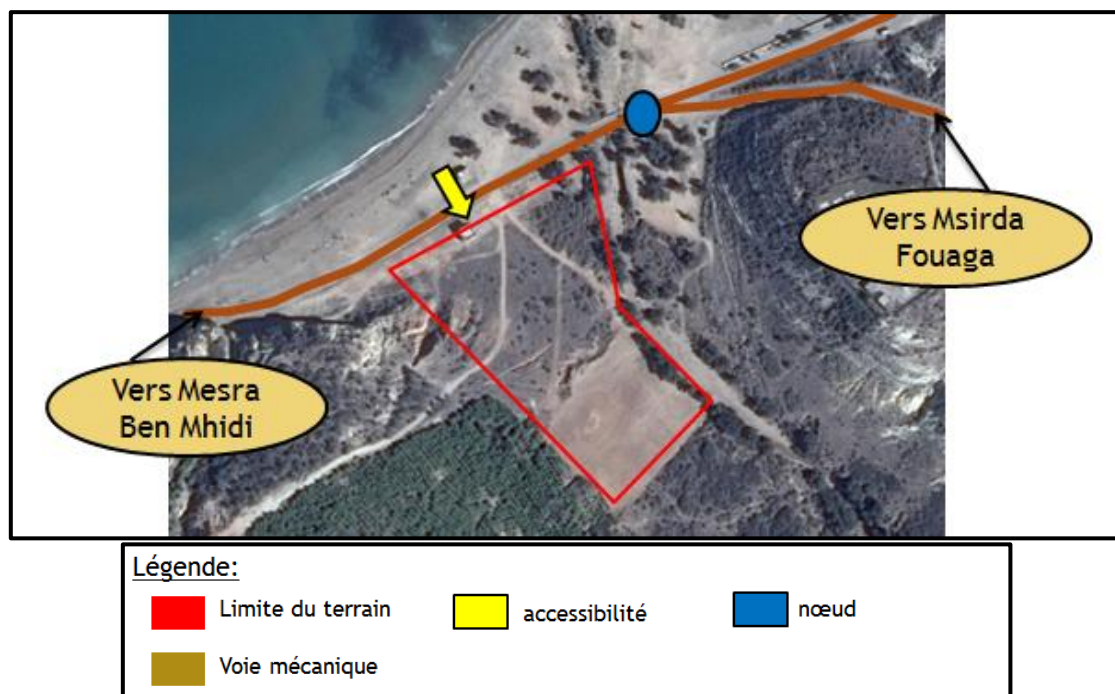 Vers Msirda
Fouaga
Vers Mesra
Ben Mhidi
Légende:
Limite du terrain
accessibilité
nœud
Voie mécanique